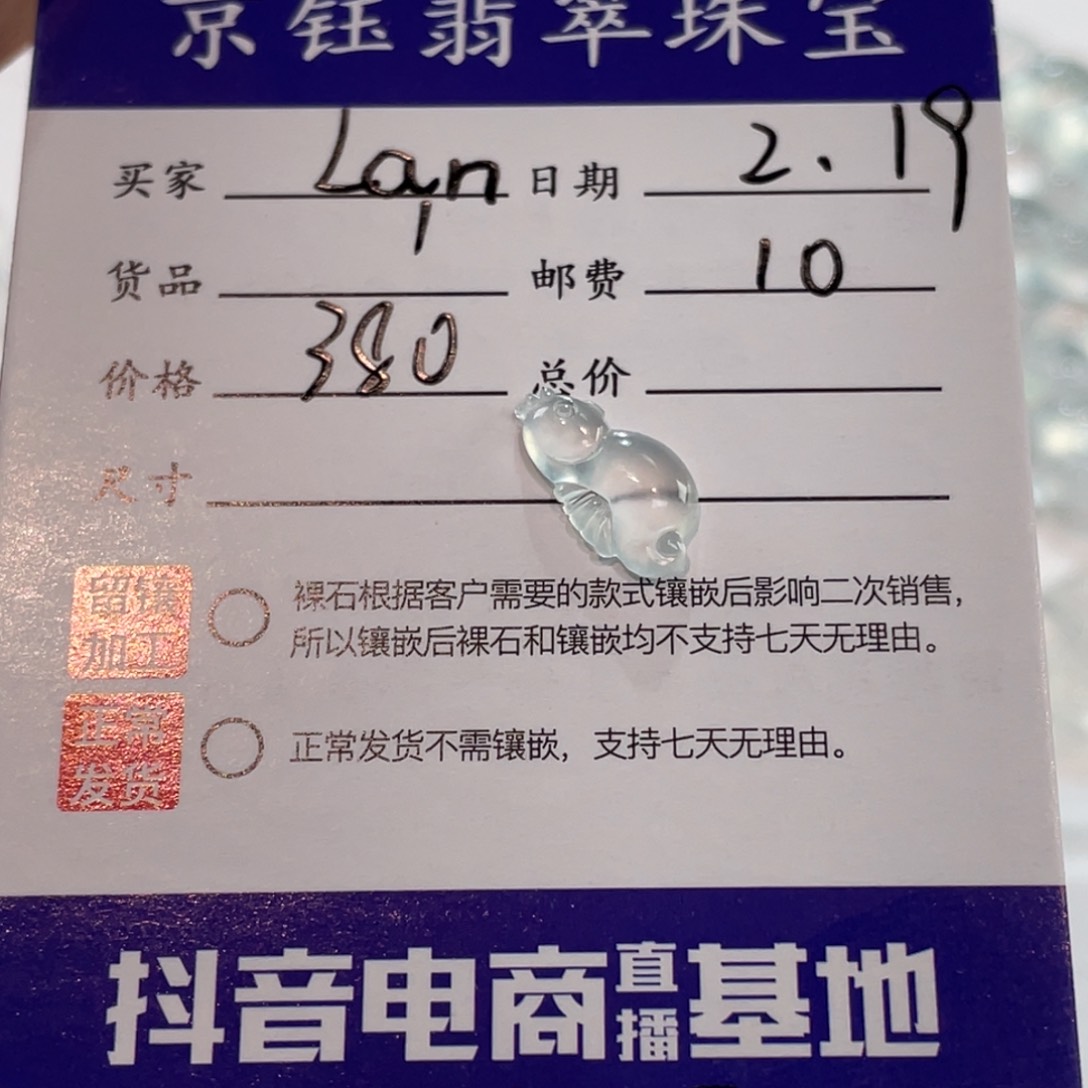 京钰翡翠珠宝
买家 Lqn 日期 2.19
货品 邮费 10
价格 380 总价
尺寸
留镶
加工
裸石根据客户需要的款式镶嵌后影响二次销售，
所以镶嵌后裸石和镶嵌均不支持七天无理由。
正常
发货
正常发货不需镶嵌，支持七天无理由。
抖音电商直播基地